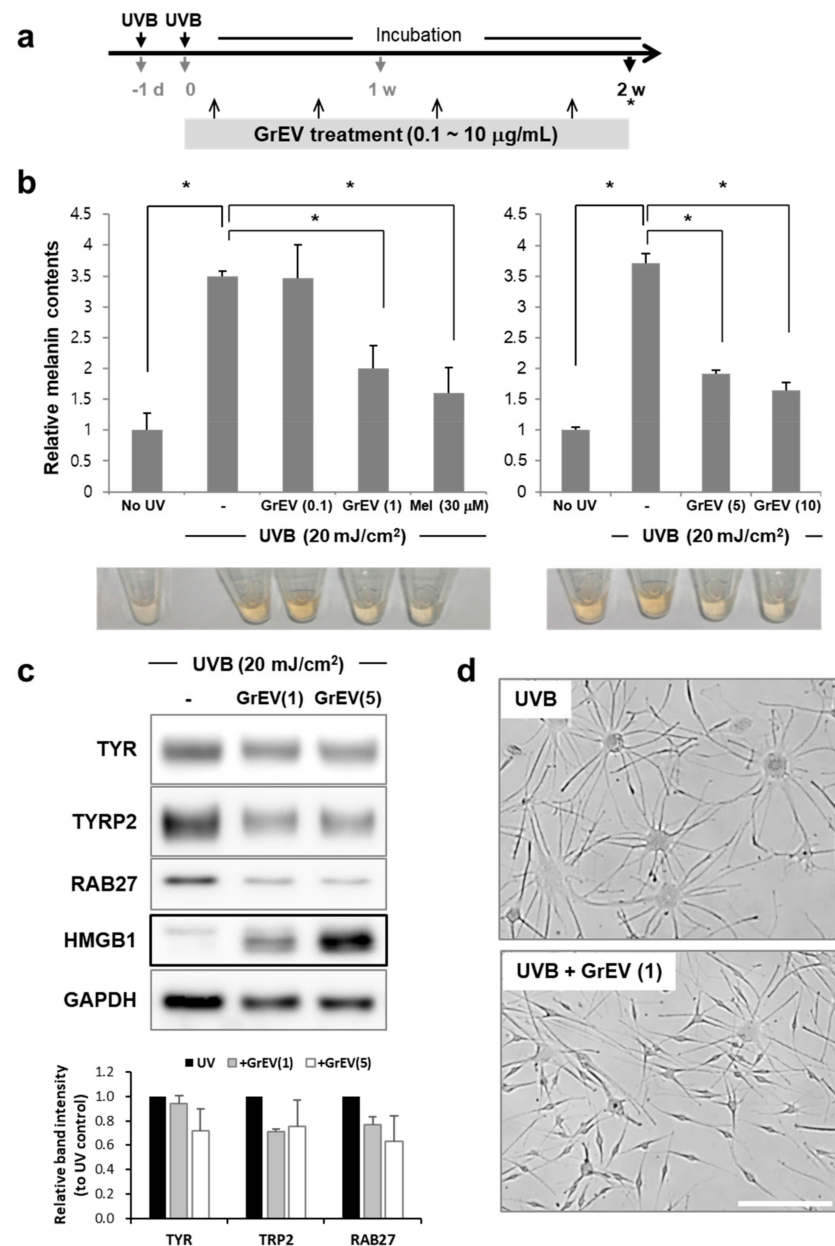 a
UVB UVB
Incubation
-1 d 0 1 w 2 w
*
GrEV treatment (0.1 ~ 10 µg/mL)
b
* *
*
Relative melanin contents
4.5
4
3.5
3
2.5
2
1.5
1
0.5
0
No UV - GrEV (0.1) GrEV (1) Mel (30 µM)
UVB (20 mJ/cm²)
* *
*
4.5
4
3.5
3
2.5
2
1.5
1
0.5
0
No UV - GrEV (5) GrEV (10)
UVB (20 mJ/cm²)
c
UVB (20 mJ/cm²)
- GrEV(1) GrEV(5)
TYR
TYRP2
RAB27
HMGB1
GAPDH
UV +GrEV(1) +GrEV(5)
Relative band intensity
(to UV control)
1.2
1.0
0.8
0.6
0.4
0.2
0.0
TYR TRP2 RAB27
d
UVB
UVB + GrEV (1)